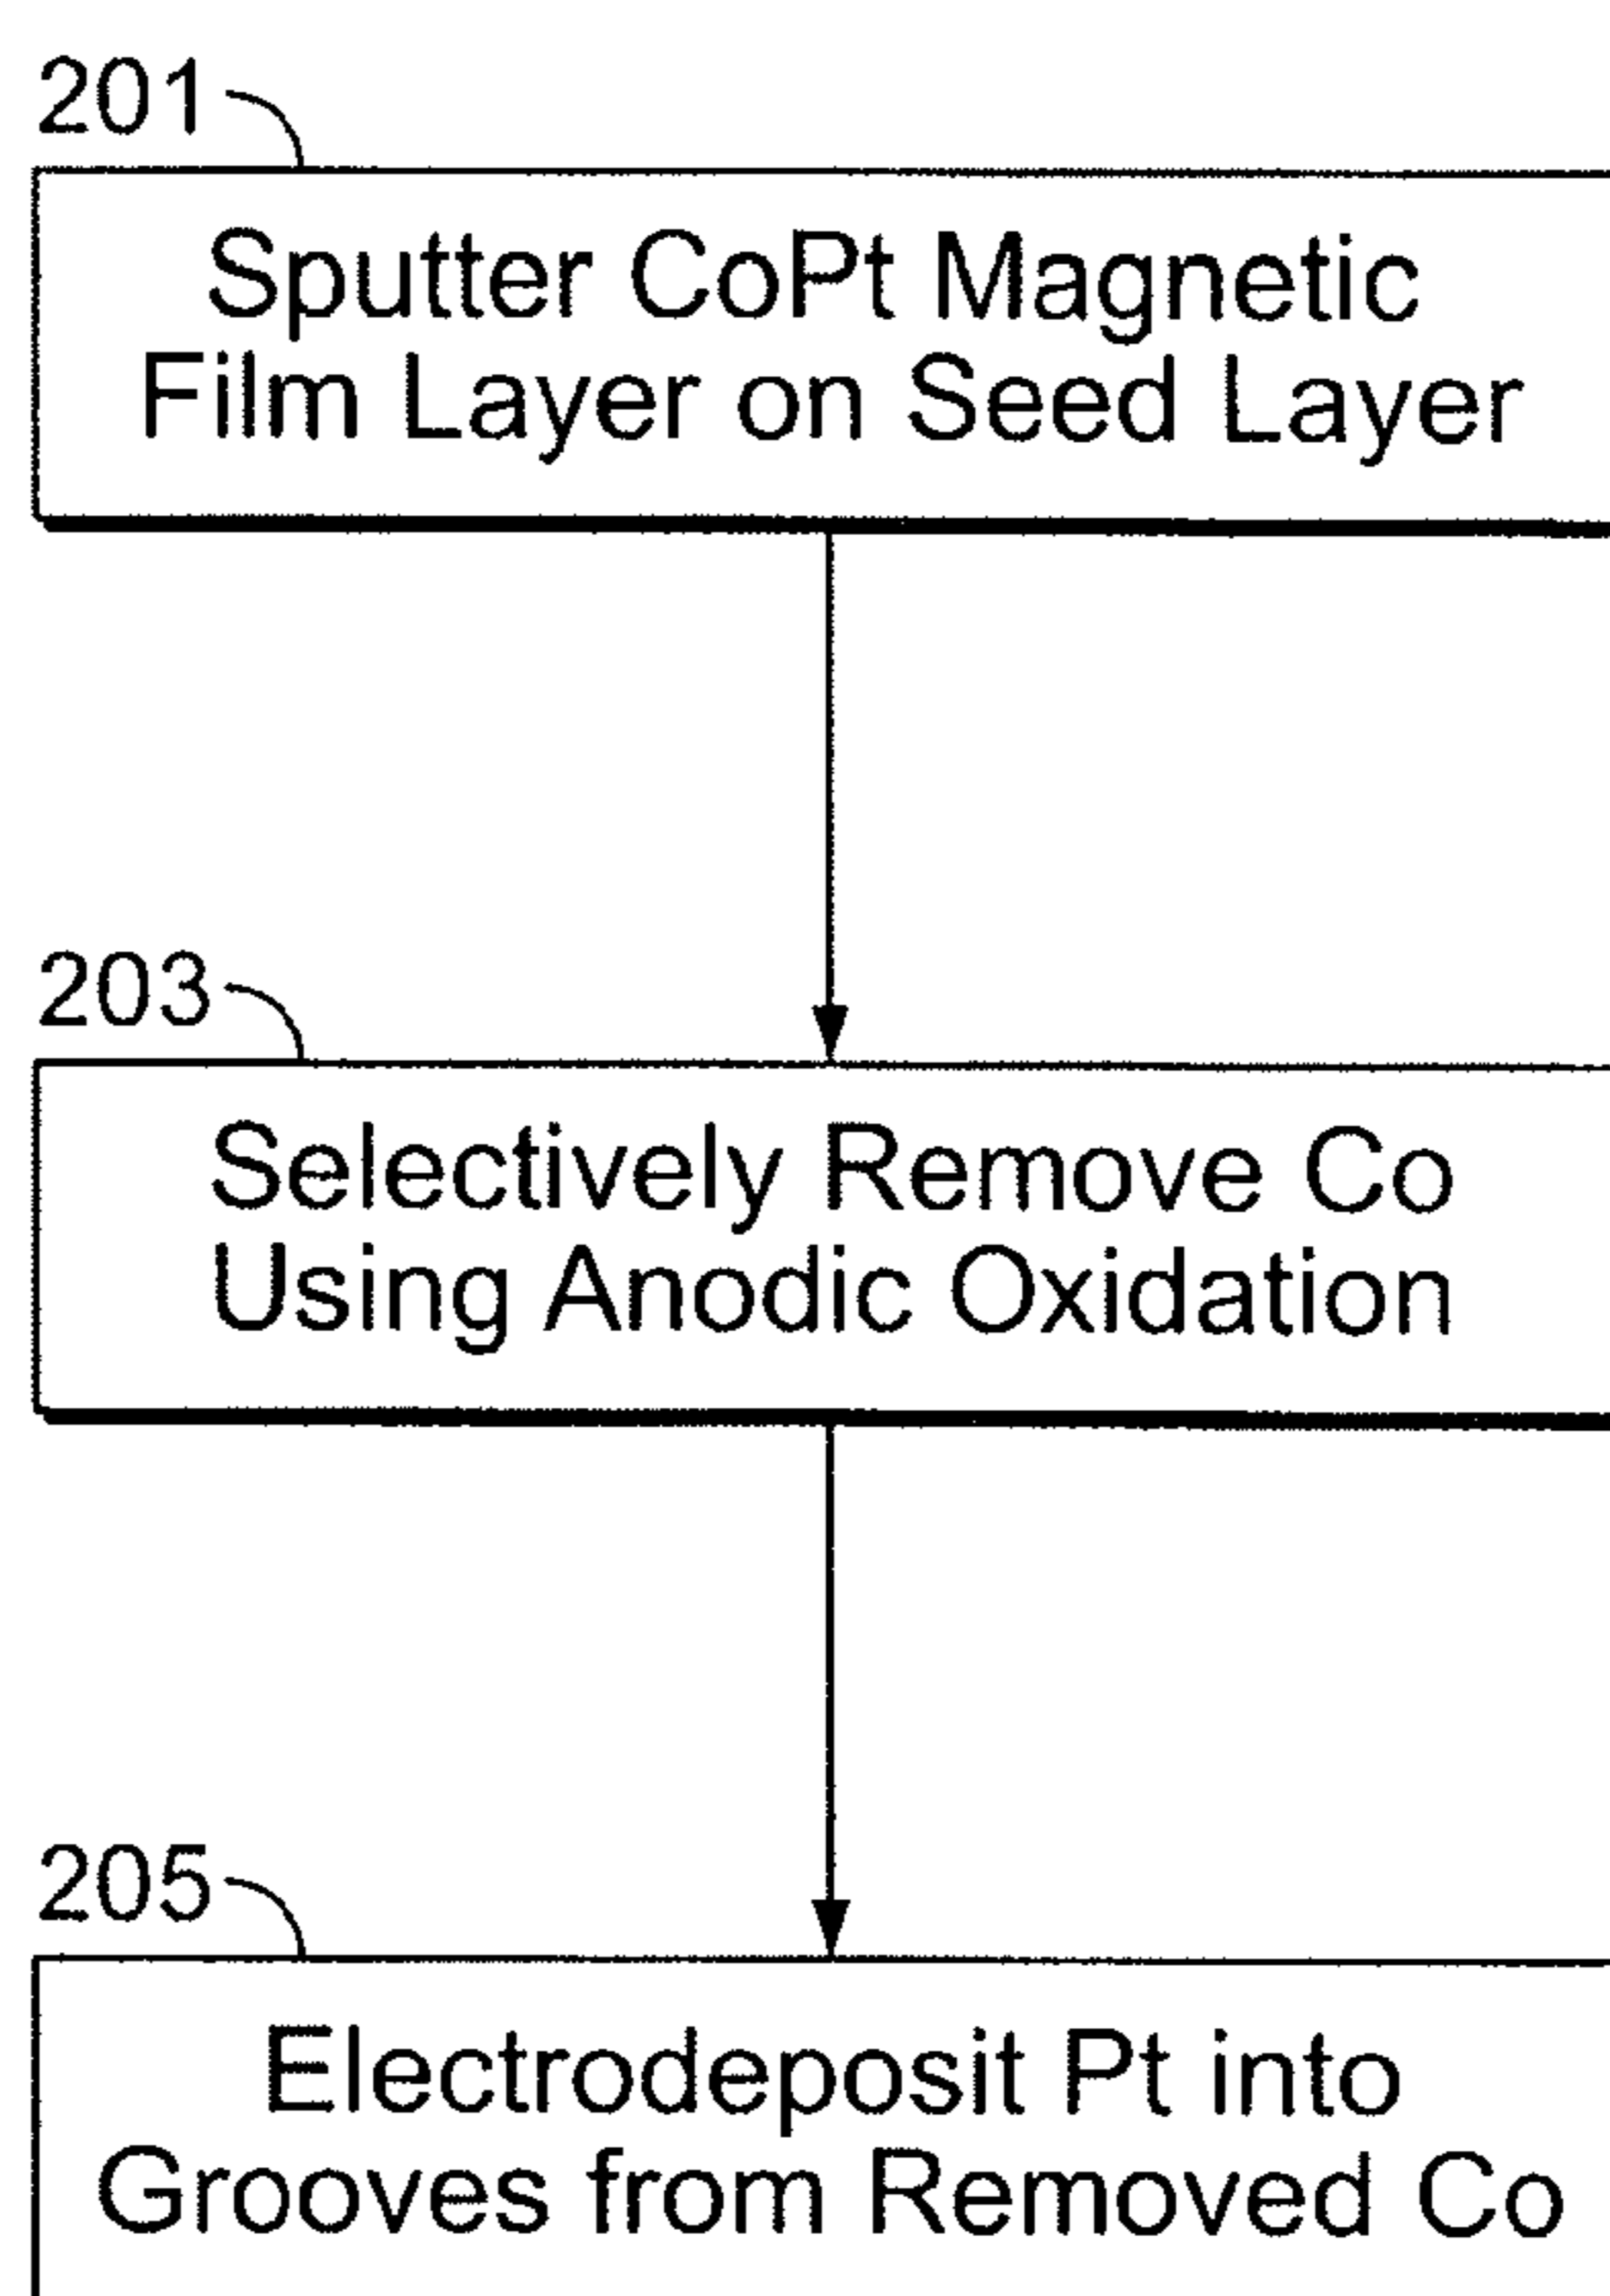 201
Sputter CoPt Magnetic
Film Layer on Seed Layer
203
Selectively Remove Co
Using Anodic Oxidation
205
Electrodeposit Pt into
Grooves from Removed Co